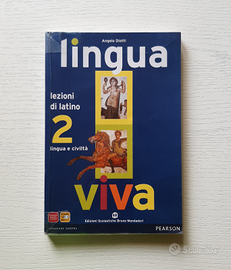 Angelo Diotti
lingua
lezioni
di latino
2
lingua e civiltà
viva
Edizioni Scolastiche Bruno Mondadori
PEARSON